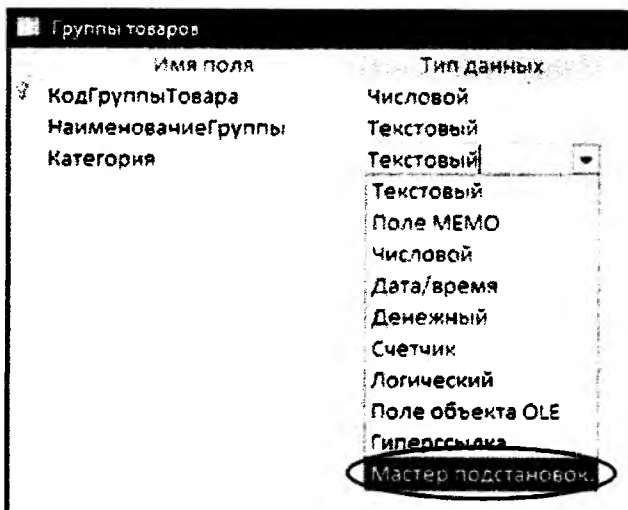 Группы товаров
Имя поля Тип данных
КодГруппыТовара Числовой
НаименованиеГруппы Текстовый
Категория Текстовый
Текстовый
Поле МЕМО
Числовой
Дата/время
Денежный
Счетчик
Логический
Поле объекта OLE
Гиперссылка
Мастер подстановок.